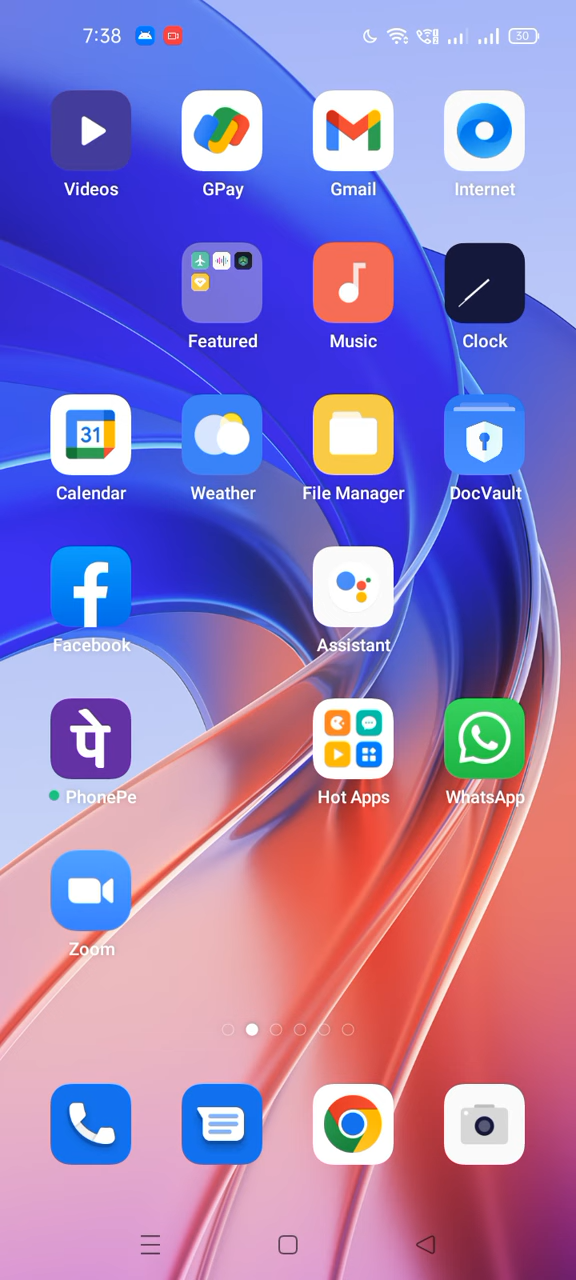 7:38 30
Videos GPay Gmail Internet
Featured Music Clock
31
Calendar Weather File Manager DocVault
Facebook Assistant
पे
PhonePe Hot Apps WhatsApp
Zoom